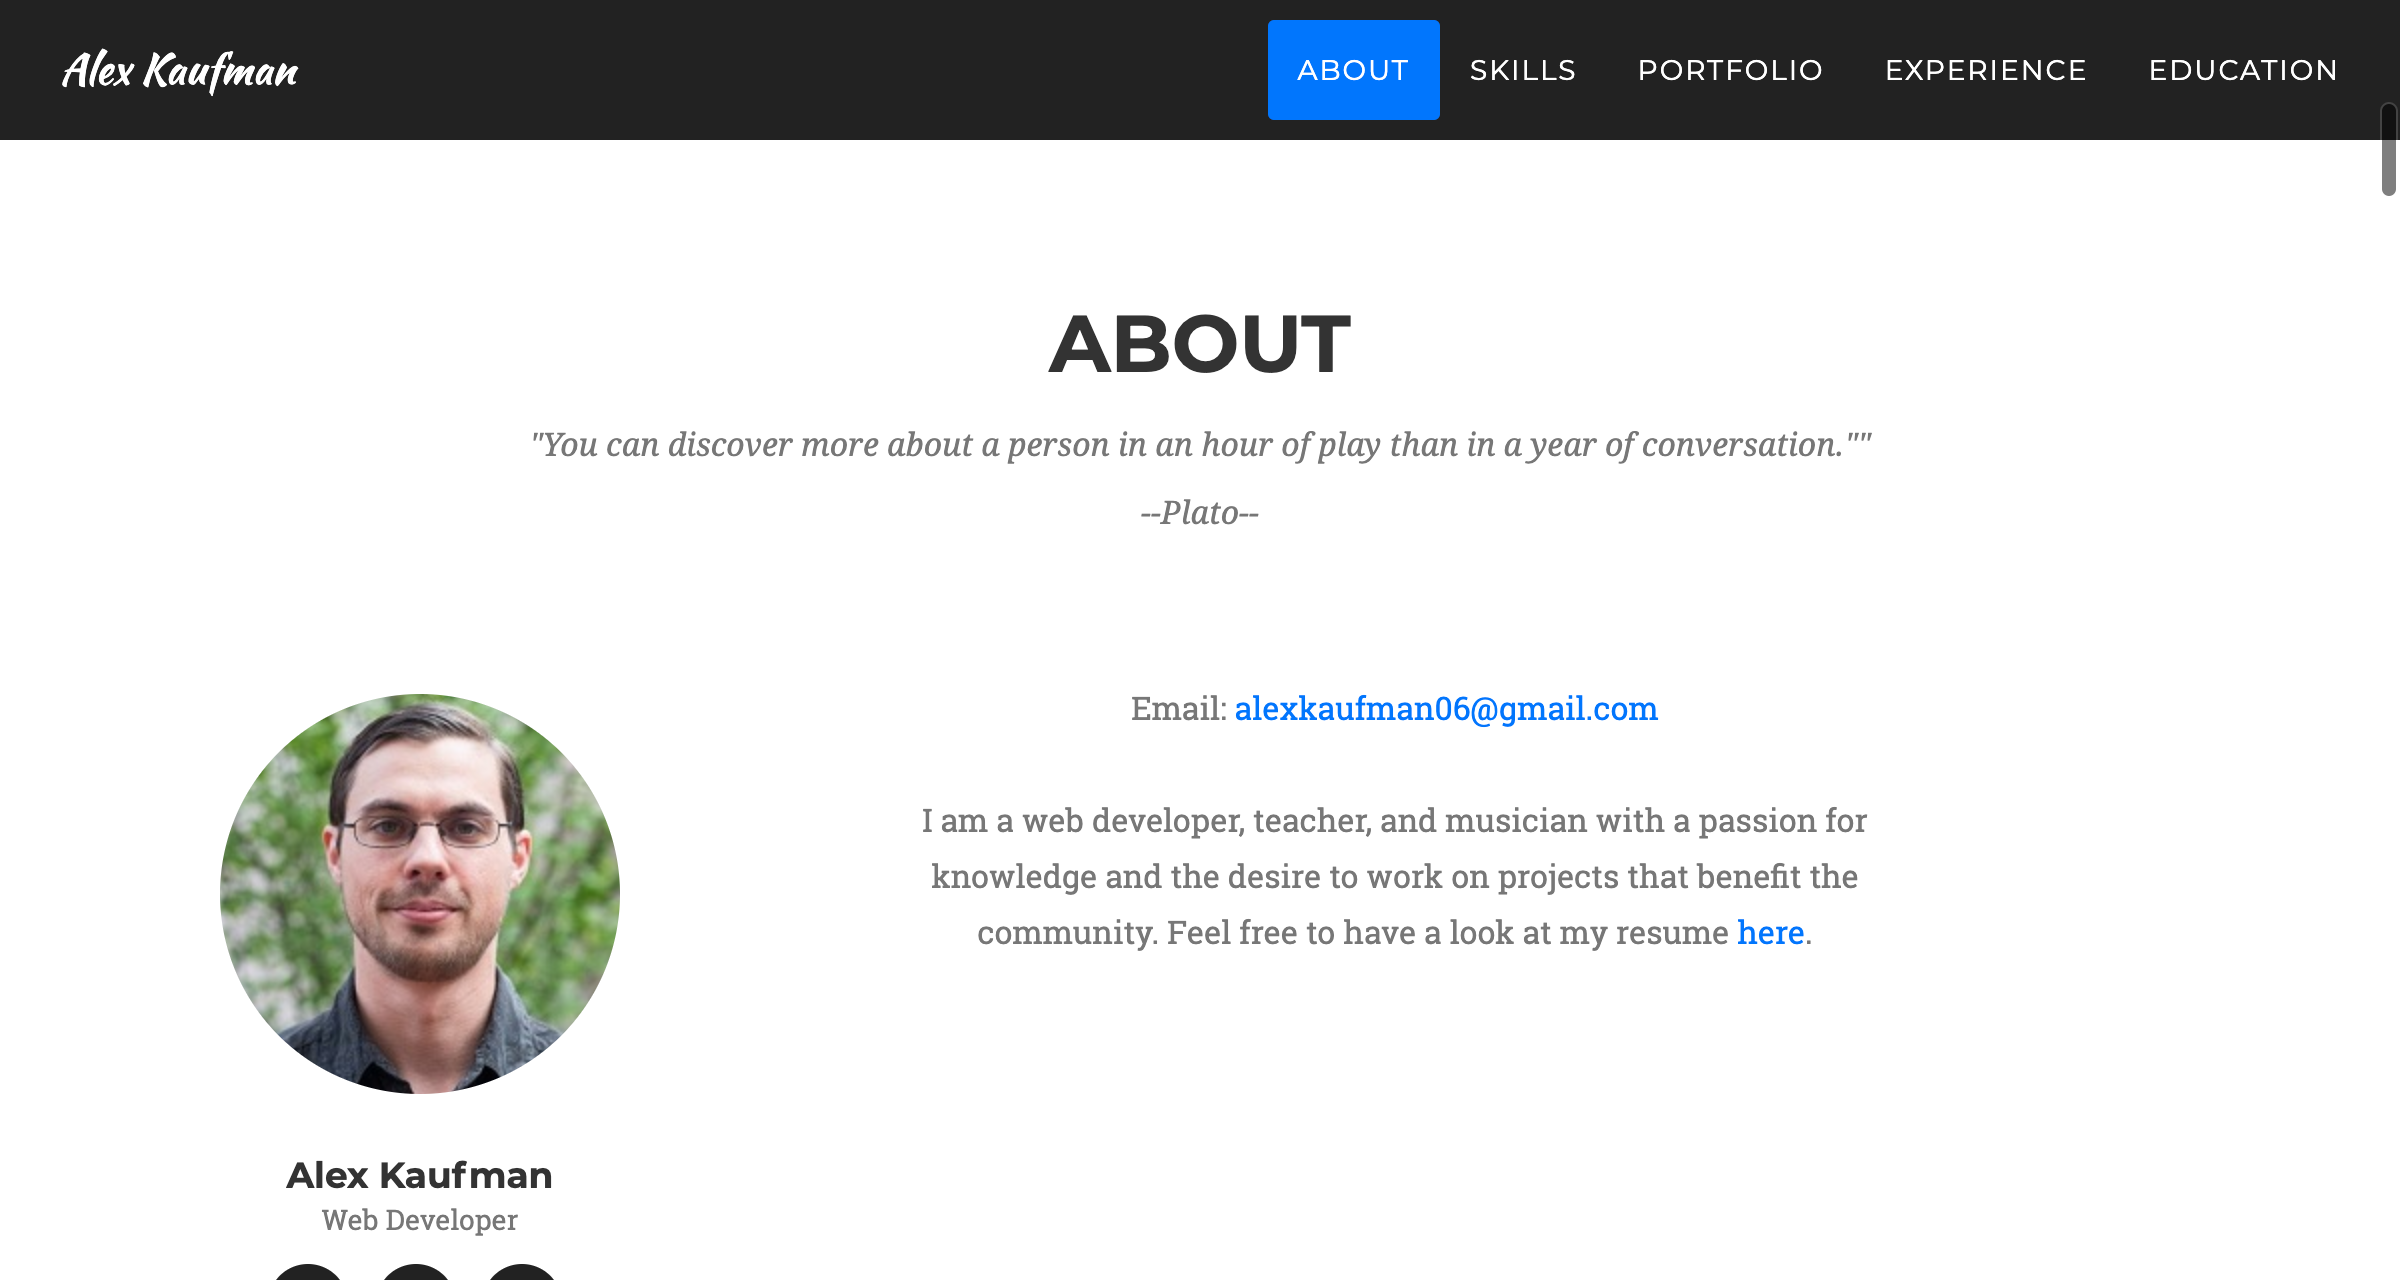 Alex Kaufman
ABOUT SKILLS PORTFOLIO EXPERIENCE EDUCATION
ABOUT
"You can discover more about a person in an hour of play than in a year of conversation.""
--Plato--
Email: alexkaufman06@gmail.com
I am a web developer, teacher, and musician with a passion for
knowledge and the desire to work on projects that benefit the
community. Feel free to have a look at my resume here.
Alex Kaufman
Web Developer